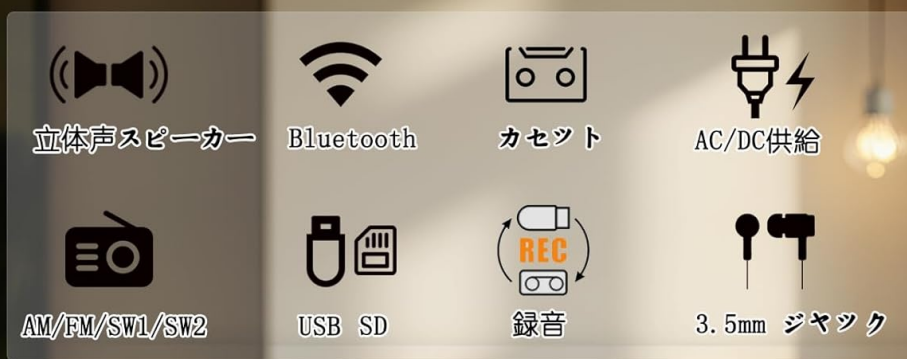 立体声スピーカー
Bluetooth
カセツト
AC/DC供給
AM/FM/SW1/SW2
USB SD
REC
録音
3.5mm ジヤツク